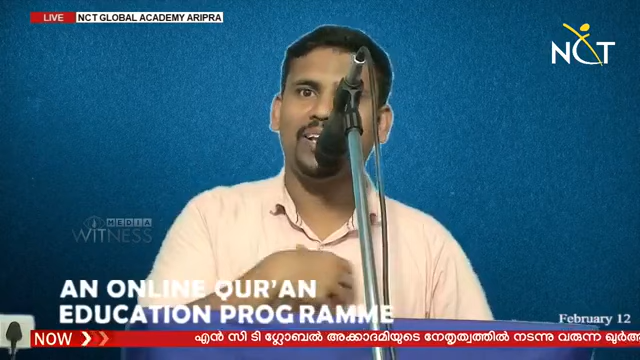 LIVE NCT GLOBAL ACADEMY ARIPRA
NCT
MEDIA
WITNESS
AN ONLINE QUR'AN
EDUCATION PROGRAMME
February 12
NOW എൻ സി ടി ഗ്ലോബൽ അക്കാദമിയുടെ നേതൃത്വത്തിൽ നടന്നു വരുന്ന